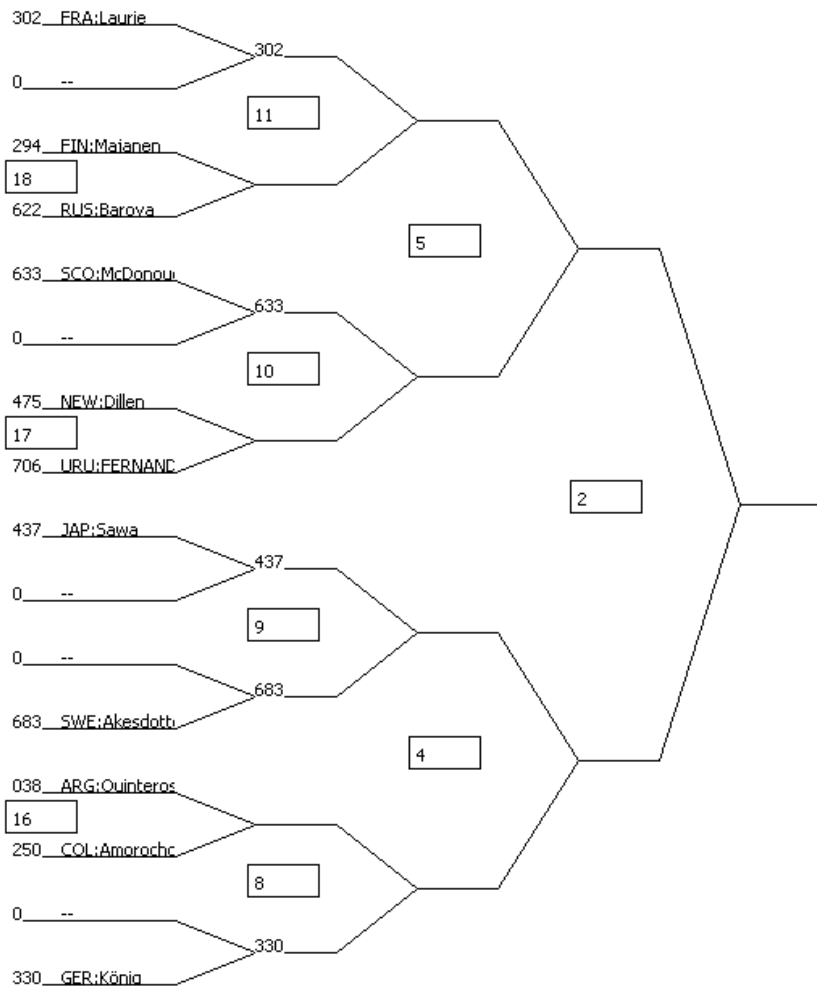 302 FRA:Laurie
302
0 --
11
294 FIN:Majanen
18
622 RUS:Barova
5
633 SCO:McDonou
633
0 --
10
475 NEW:Dillen
17
706 URU:FERNAND
2
437 JAP:Sawa
437
0 --
9
0 --
683
683 SWE:Akesdott
4
038 ARG:Quinteros
16
250 COL:Amorocho
8
0 --
330
330 GER:König